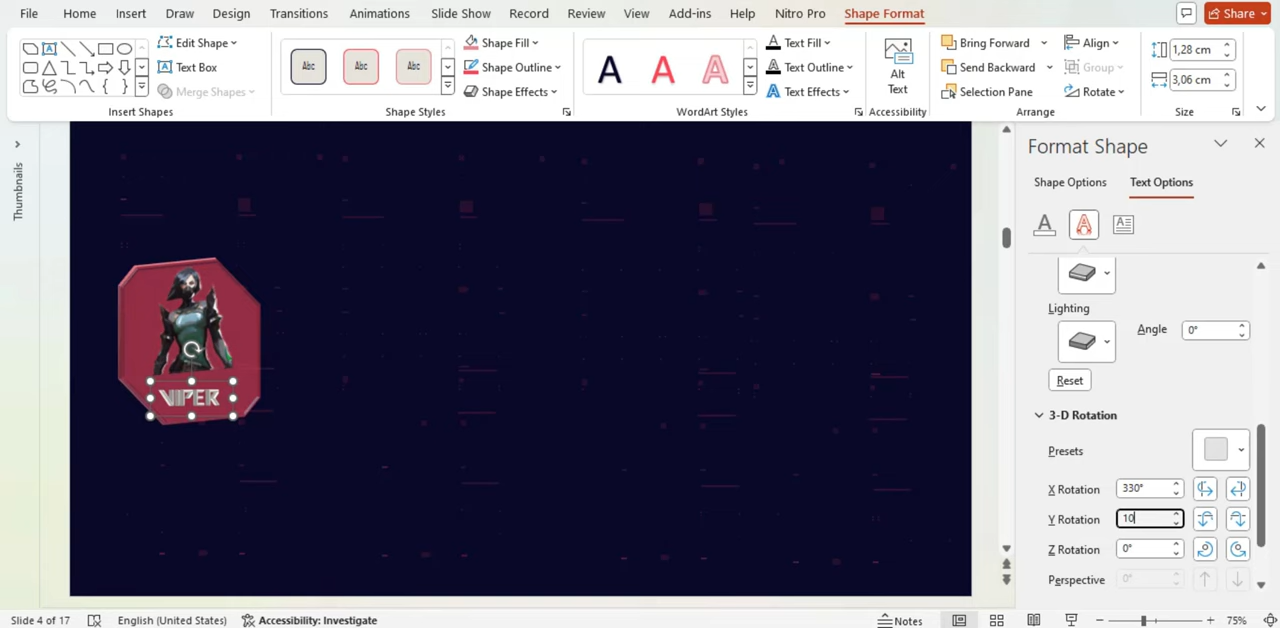 File Home Insert Draw Design Transitions Animations Slide Show Record Review View Add-ins Help Nitro Pro Shape Format Share
Edit Shape
Text Box
Merge Shapes
Insert Shapes
Abc Abc Abc
Shape Fill
Shape Outline
Shape Effects
Shape Styles
A A A
Text Fill
Text Outline
Text Effects
WordArt Styles
Alt
Text
Accessibility
Bring Forward
Send Backward
Selection Pane
Align
Group
Rotate
Arrange
1,28 cm
3,06 cm
Size
Thumbnails
VIPER
Format Shape
Shape Options Text Options
Lighting
Angle 0°
Reset
3-D Rotation
Presets
X Rotation 330°
Y Rotation 10
Z Rotation 0°
Perspective 0°
Slide 4 of 17 English (United States) Accessibility: Investigate Notes 75%